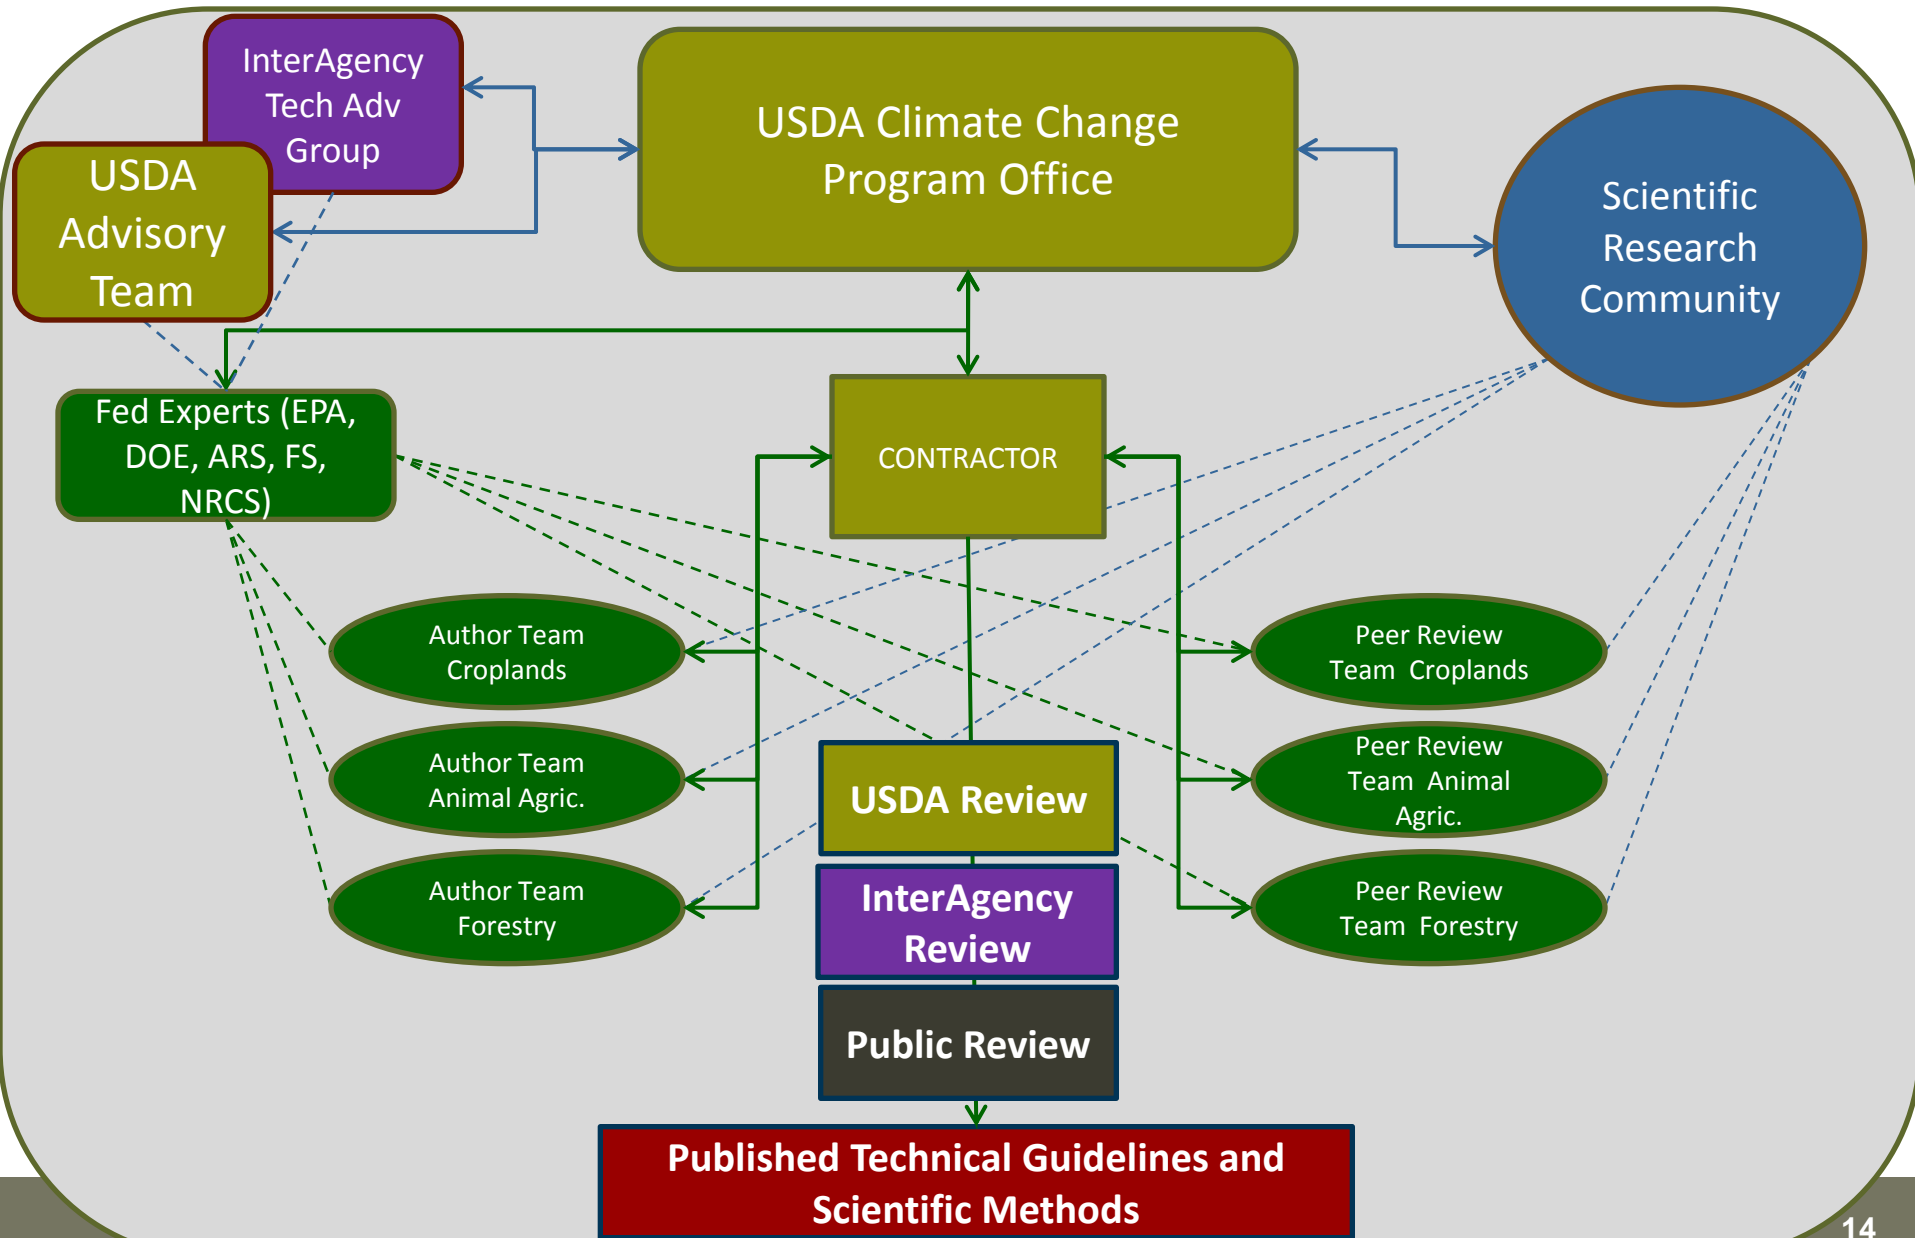 InterAgency
Tech Adv
Group
USDA
Advisory
Team
USDA Climate Change
Program Office
Scientific
Research
Community
Fed Experts (EPA,
DOE, ARS, FS,
NRCS)
CONTRACTOR
Author Team
Croplands
Peer Review
Team  Croplands
Author Team
Animal Agric.
USDA Review
Peer Review
Team  Animal
Agric.
Author Team
Forestry
InterAgency
Review
Peer Review
Team  Forestry
Public Review
Published Technical Guidelines and
Scientific Methods
14